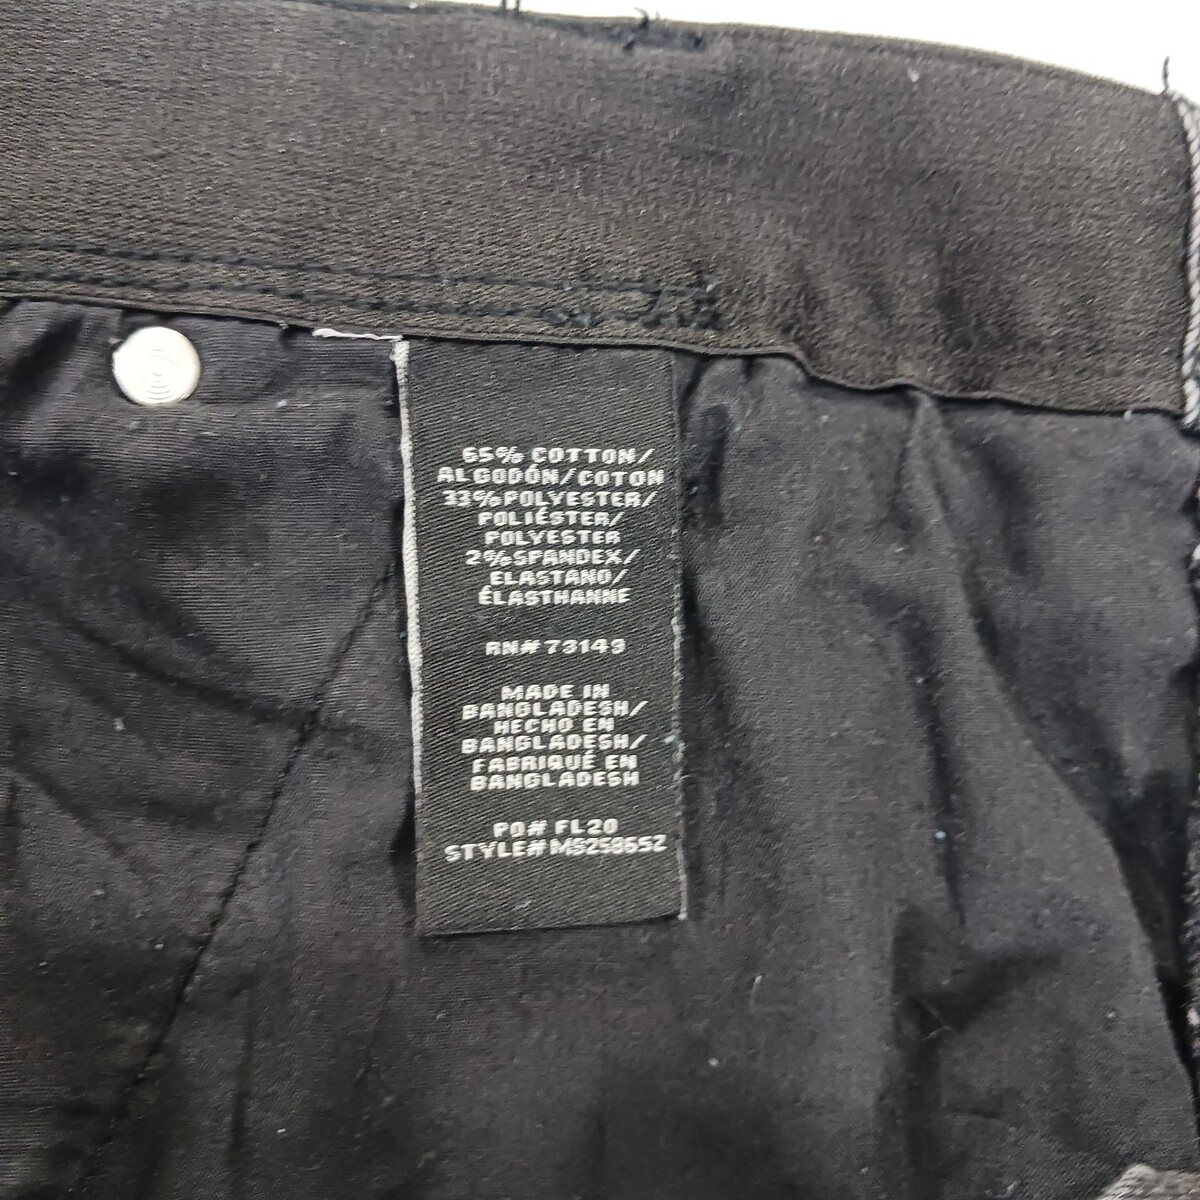 65% COTTON/
ALGODÓN/COTON
33% POLYESTER/
POLIÉSTER/
POLYESTER
2% SPANDEX/
ELASTANO/
ÉLASTHANNE
RN# 73149
MADE IN
BANGLADESH/
HECHO EN
BANGLADESH/
FABRIQUÉ EN
BANGLADESH
PO# FL20
STYLE# MS258652